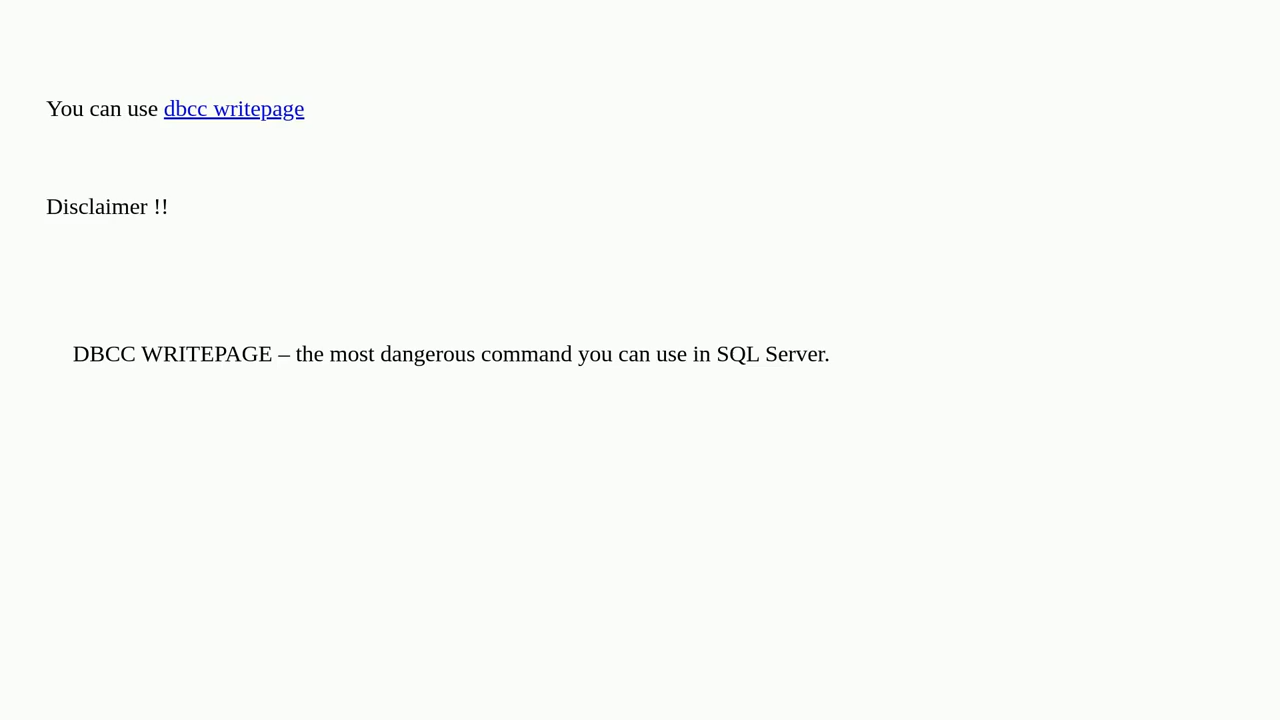 You can use dbcc writepage
Disclaimer !!
DBCC WRITEPAGE – the most dangerous command you can use in SQL Server.